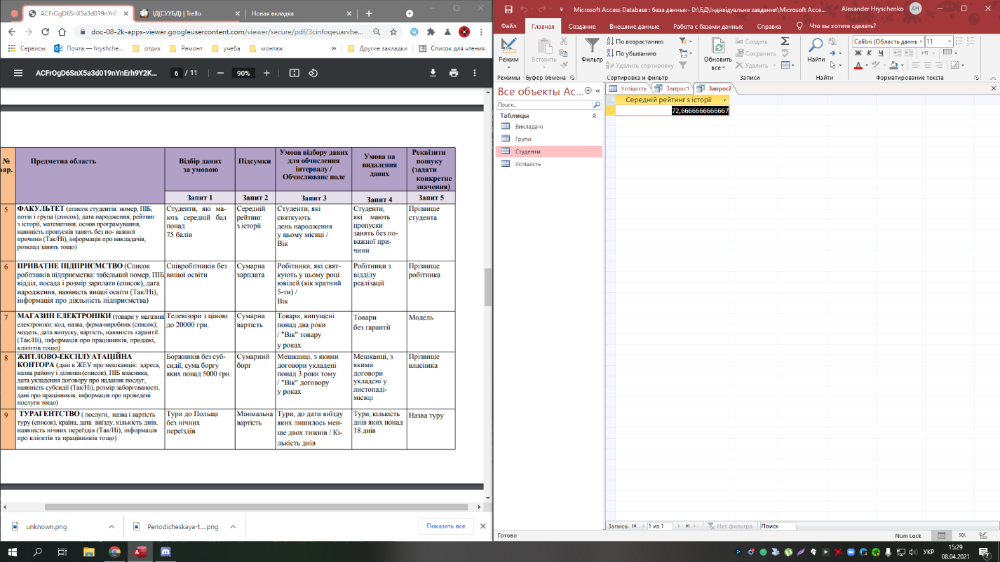 ACFrOgD6SnX5a3d019nYnE
ІД(СУУБД) | Trello
Новая вкладка
doc-08-2k-apps-viewer.googleusercontent.com/viewer/secure/pdf/3cinfoqeuarvhe...
Сервисы
Почта — hryshche...
отдих
Ремонт
учеба
монтаж
»
Другие закладки
Список для чтения
ACFrOgD6SnX5a3d019nYnErh9Y2K...
6 / 11
90%
№ вар.
Предметна область
Відбір даних за умовою
Підсумки
Умова відбору даних для обчислення інтервалу / Обчислюване поле
Умова на видалення даних
Реквізити пошуку (задати конкретне значення)
Запит 1
Запит 2
Запит 3
Запит 4
Запит 5
5
ФАКУЛЬТЕТ (список студентів: номер, ПІБ,
потік і група (список), дата народження, рейтинг
з історії, математики, основ програмування,
наявність пропусків занять без по- важної
причини (Так/Ні), інформація про викладачів,
розклад занять тощо)
Студенти, які ма-
ють середній бал
понад
75 балів
Середній
рейтинг
з історії
Студенти, які
святкують
день народження
у цьому місяці /
Вік
Студенти,
які мають
пропуски
занять без по-
важної при-
чини
Прізвище
студента
6
ПРИВАТНЕ ПІДПРИЄМСТВО (Список
робітників підприємства: табельний номер, ПІБ,
відділ, посада і розмір зарплати (список), дата
народження, наявність вищої освіти (Так/Ні),
інформація про діяльність підприємства)
Співробітників без
вищої освіти
Сумарна
зарплата
Робітники, які свят-
кують у цьому році
ювілей (вік кратний
5-ти) /
Вік
Робітники з
відділу
реалізації
Прізвище
робітника
7
МАГАЗИН ЕЛЕКТРОНІКИ (товари у магазині
електроніки: код, назва, фірма-виробник (список),
модель, дата випуску, вартість, наявність гарантії
(Так/Ні), інформація про працівників, продажі,
клієнтів тощо)
Телевізори з ціною
до 20000 грн.
Сумарна
вартість
Товари, випущені
понад два роки
/ "Вік" товару
у роках
Товари
без гарантії
Модель
8
ЖИТЛОВО-ЕКСПЛУАТАЦІЙНА
КОНТОРА (дані в ЖЕУ про мешканців: адреса,
назва району і ділянки (список), ПІБ власника,
дата укладення договору про надання послуг,
наявність субсидії (Так/Ні), розмір заборгованості,
дані про працівників, інформація про проведені
послуги тощо)
Боржників без суб-
сидії, сума боргу
яких понад 5000 грн.
Сумарний
борг
Мешканці, з якими
договори укладені
понад 3 роки тому
/ "Вік" договору
у роках
Мешканці, з
якими
договори
укладені у
листопаді-
місяці
Прізвище
власника
9
ТУРАГЕНТСТВО ( послуги, назва і вартість
туру (список), країна, дата виїзду, кількість днів,
наявність нічних переїздів (Так/Ні), інформація
про клієнтів та працівників тощо)
Тури до Польщі
без нічних
переїздів
Мінімальна
вартість
Тури, до дати виїзду
яких лишилось мен-
ше двох тижнів / Кі-
лькість днів
Тури, кількість
днів яких понад
18 днів
Назва туру
unknown.png
Periodicheskaya-t....png
Показать все
Microsoft Access Database : база данных- D:\БД\Індивідуальне завдання\Microsoft Acce...
Alexander Hryschenko
AH
Файл
Главная
Создание
Внешние данные
Работа с базами данных
Справка
Что вы хотите сделать?
Режим
Режимы
Вставить
Буфер обмена
Фильтр
По возрастанию
По убыванию
Удалить сортировку
Сортировка и фильтр
Обновить все
Создать
Сохранить
Удалить
Записи
Найти
Найти
Calibri (Область данн
11
Ж К Ч
Форматирование текста
Все объекты Ac...
Поиск...
Таблицы
Викладачі
Групи
Студенти
Успішість
Успішість
Запрос1
Запрос2
Середній рейтинг з історії
72,6666666666667
Запись:
1 из 1
Нет фильтра
Поиск
Готово
Num Lock
SQL
УКР
15:29
08.04.2021
7